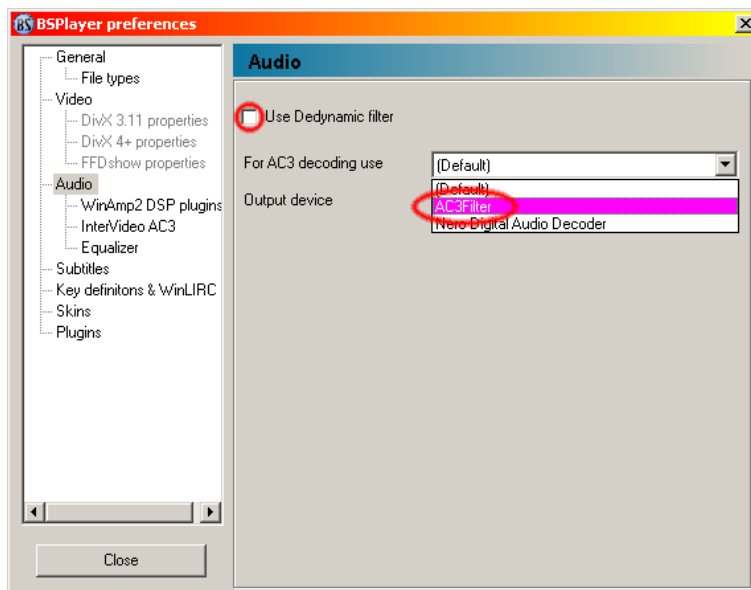 BSPlayer preferences
General
File types
Video
DivX 3.11 properties
DivX 4+ properties
FFDshow properties
Audio
WinAmp2 DSP plugins
InterVideo AC3
Equalizer
Subtitles
Key definitons & WinLIRC
Skins
Plugins
Close
Audio
Use Dedynamic filter
For AC3 decoding use
(Default)
(Default)
AC3Filter
Nero Digital Audio Decoder
Output device